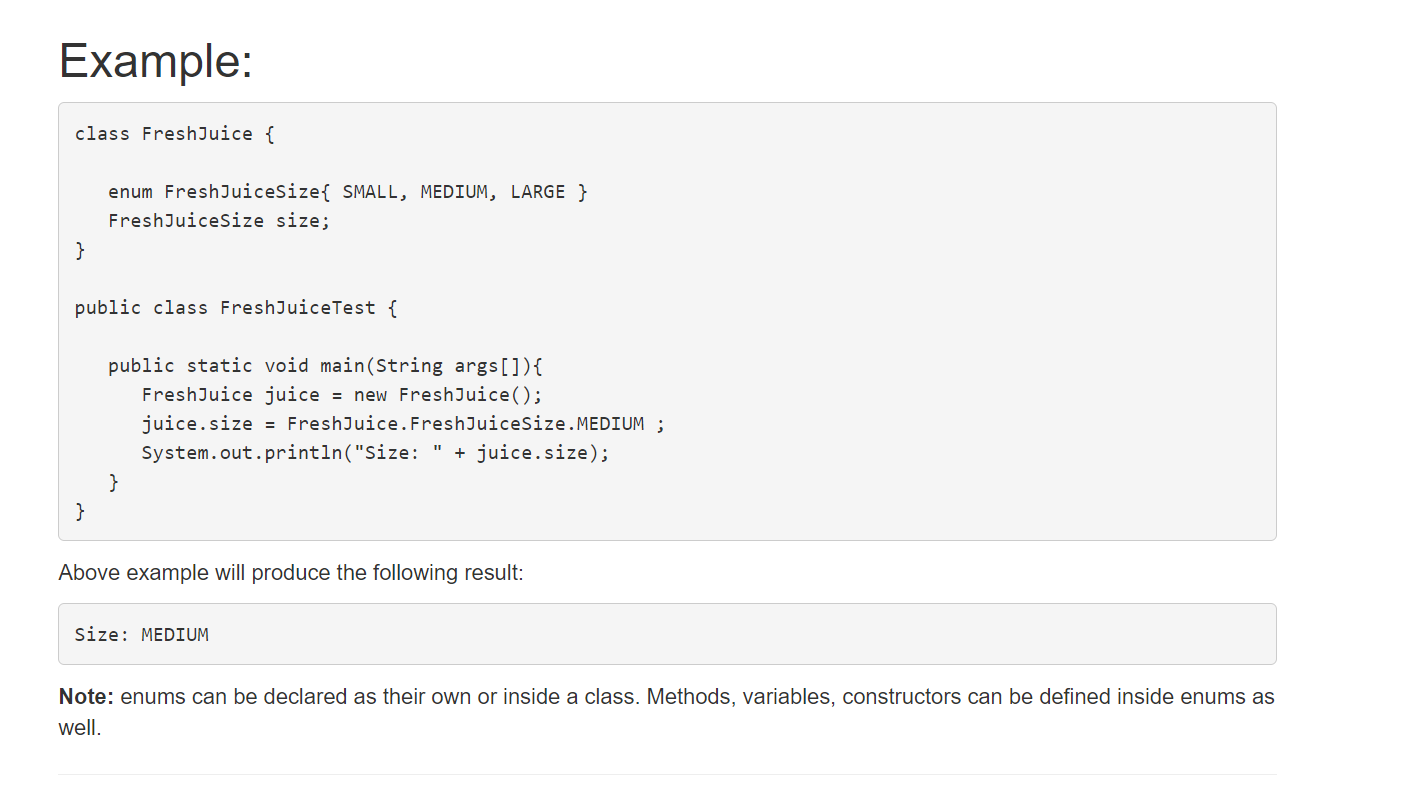 Example:
class FreshJuice {
enum FreshJuiceSize{ SMALL, MEDIUM, LARGE }
FreshJuiceSize size;
}
public class FreshJuiceTest {
public static void main(String args[]){
FreshJuice juice = new FreshJuice();
juice.size = FreshJuice.FreshJuiceSize.MEDIUM ;
System.out.println("Size: " + juice.size);
}
}
Above example will produce the following result:
Size: MEDIUM
Note: enums can be declared as their own or inside a class. Methods, variables, constructors can be defined inside enums as
well.